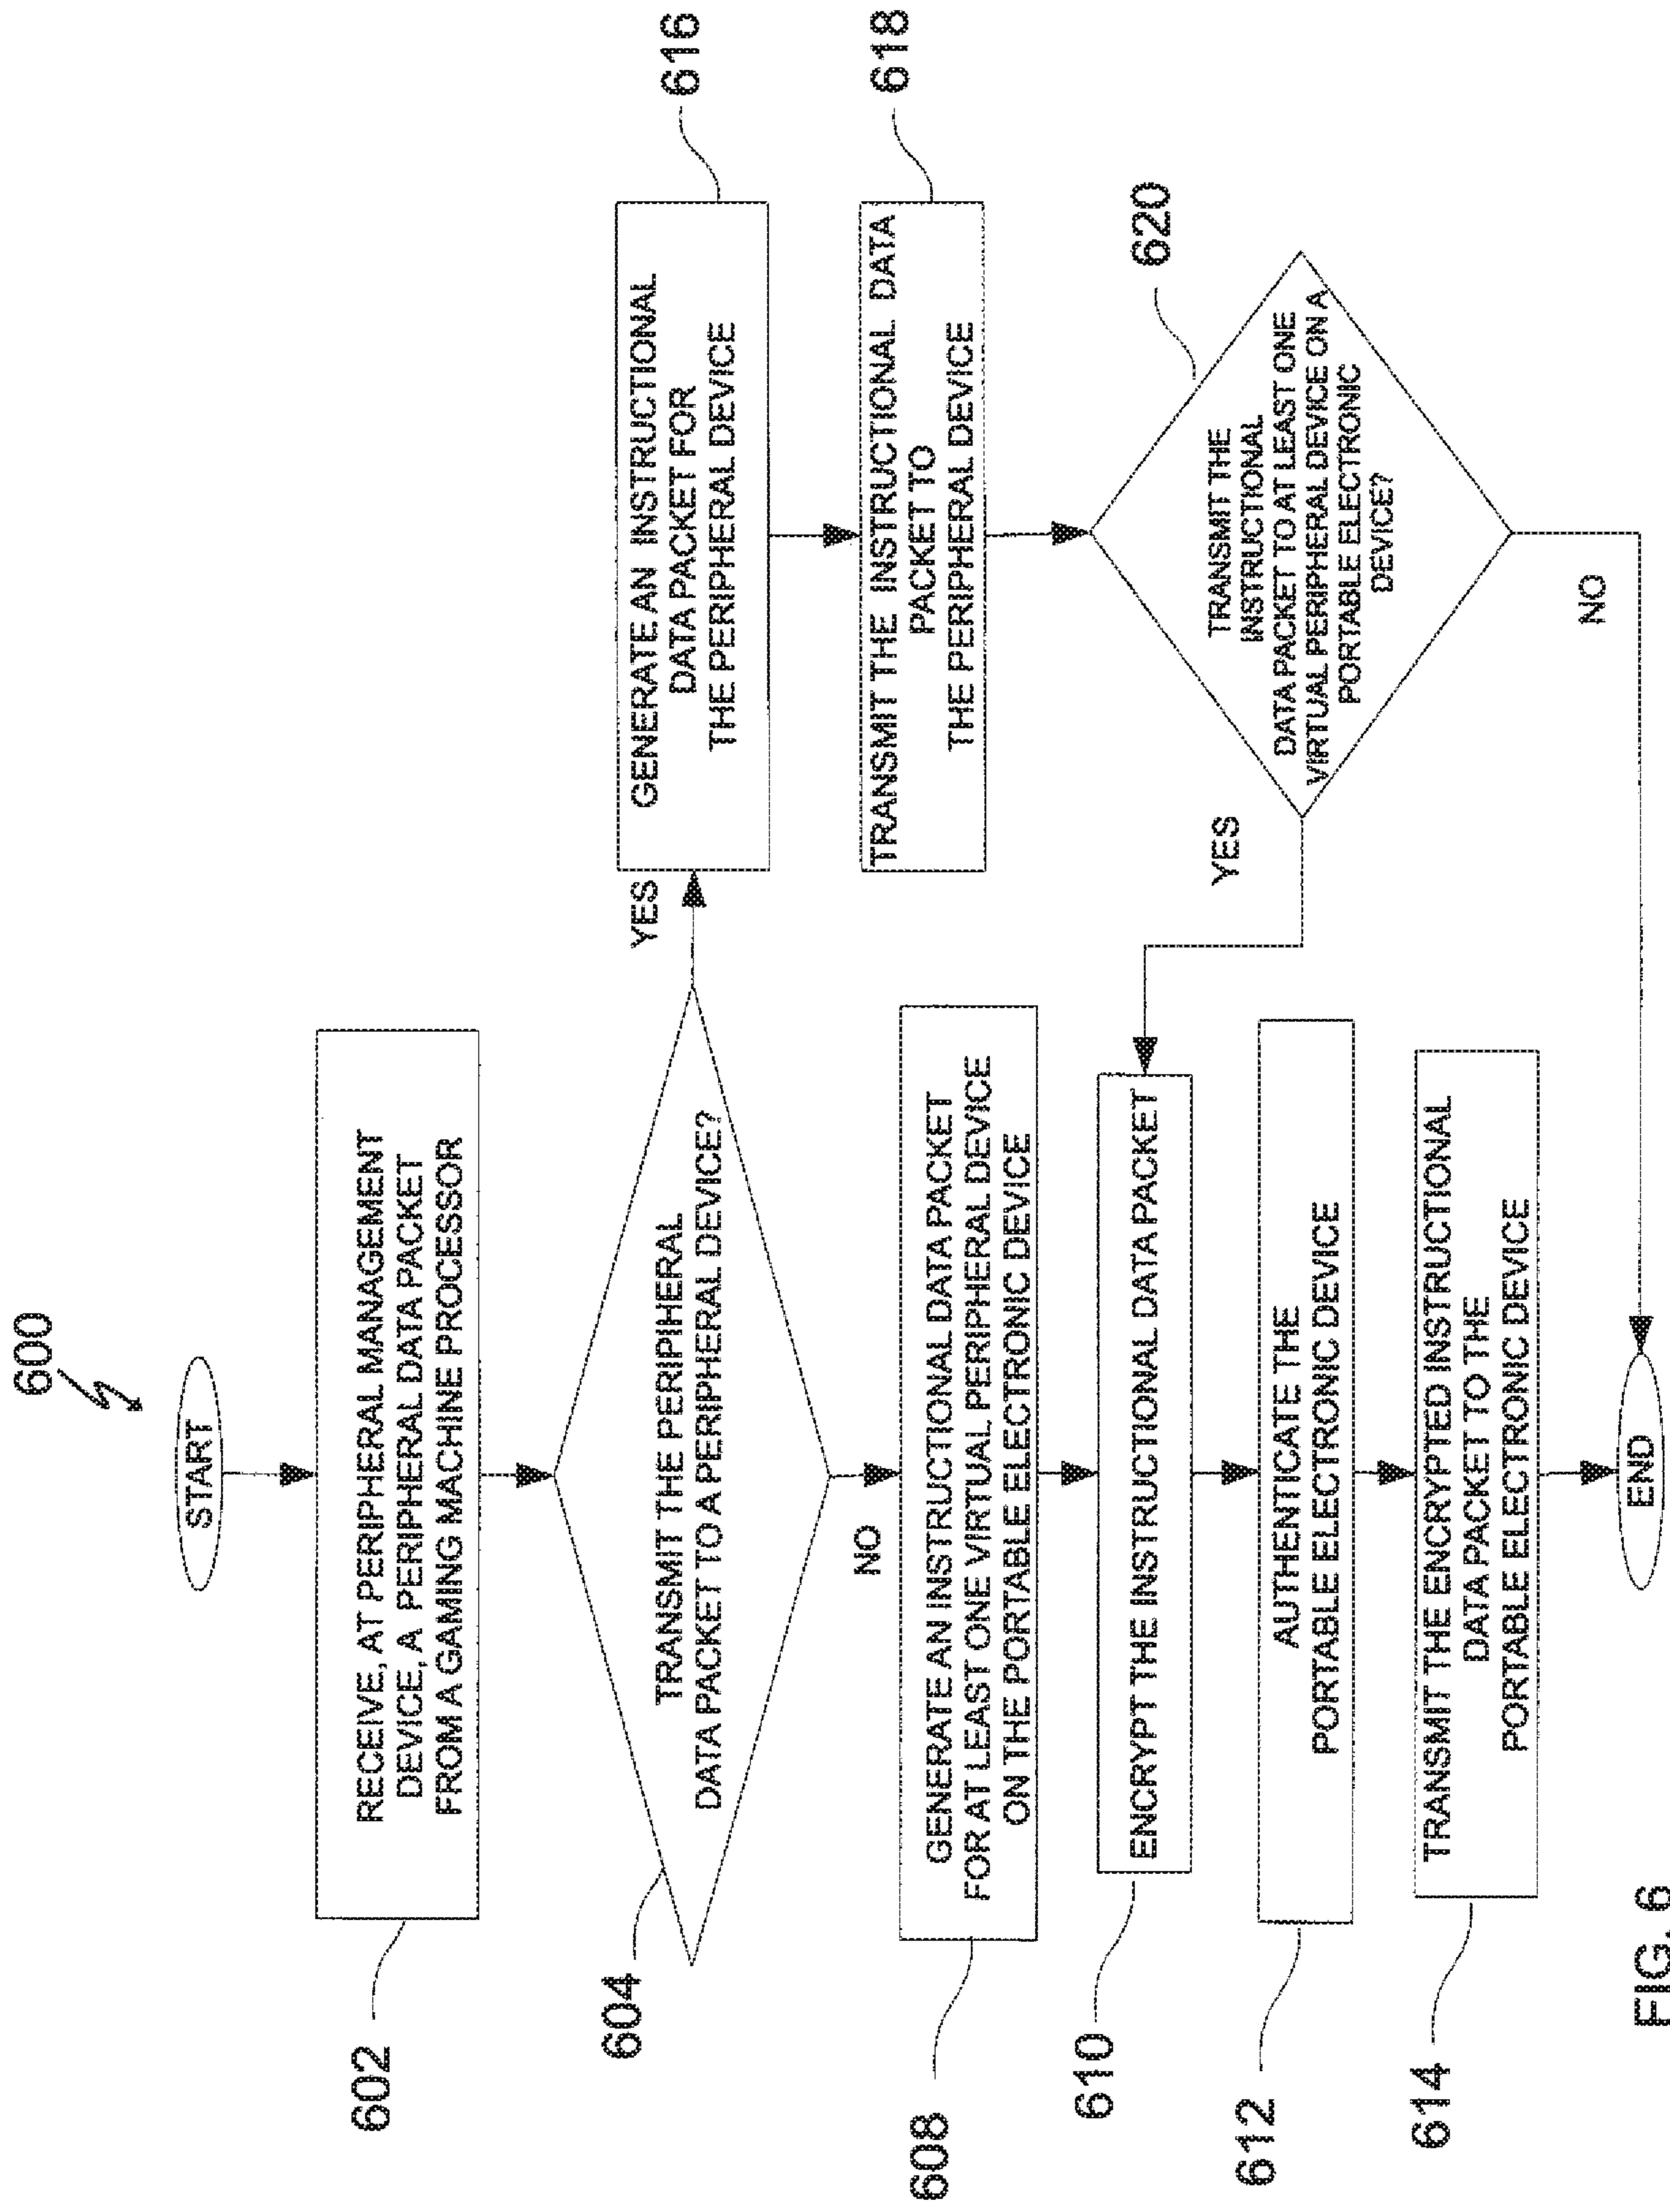 600
START
RECEIVE, AT PERIPHERAL MANAGEMENT
DEVICE, A PERIPHERAL DATA PACKET
FROM A GAMING MACHINE PROCESSOR
602
TRANSMIT THE PERIPHERAL
DATA PACKET TO A PERIPHERAL DEVICE?
604
YES
GENERATE AN INSTRUCTIONAL
DATA PACKET FOR
THE PERIPHERAL DEVICE
616
TRANSMIT THE INSTRUCTIONAL DATA
PACKET TO
THE PERIPHERAL DEVICE
618
TRANSMIT THE
INSTRUCTIONAL
DATA PACKET TO AT LEAST ONE
VIRTUAL PERIPHERAL DEVICE ON A
PORTABLE ELECTRONIC
DEVICE?
620
YES
NO
NO
GENERATE AN INSTRUCTIONAL DATA PACKET
FOR AT LEAST ONE VIRTUAL PERIPHERAL DEVICE
ON THE PORTABLE ELECTRONIC DEVICE
608
ENCRYPT THE INSTRUCTIONAL DATA PACKET
610
AUTHENTICATE THE
PORTABLE ELECTRONIC DEVICE
612
TRANSMIT THE ENCRYPTED INSTRUCTIONAL
DATA PACKET TO THE
PORTABLE ELECTRONIC DEVICE
614
END
FIG. 6